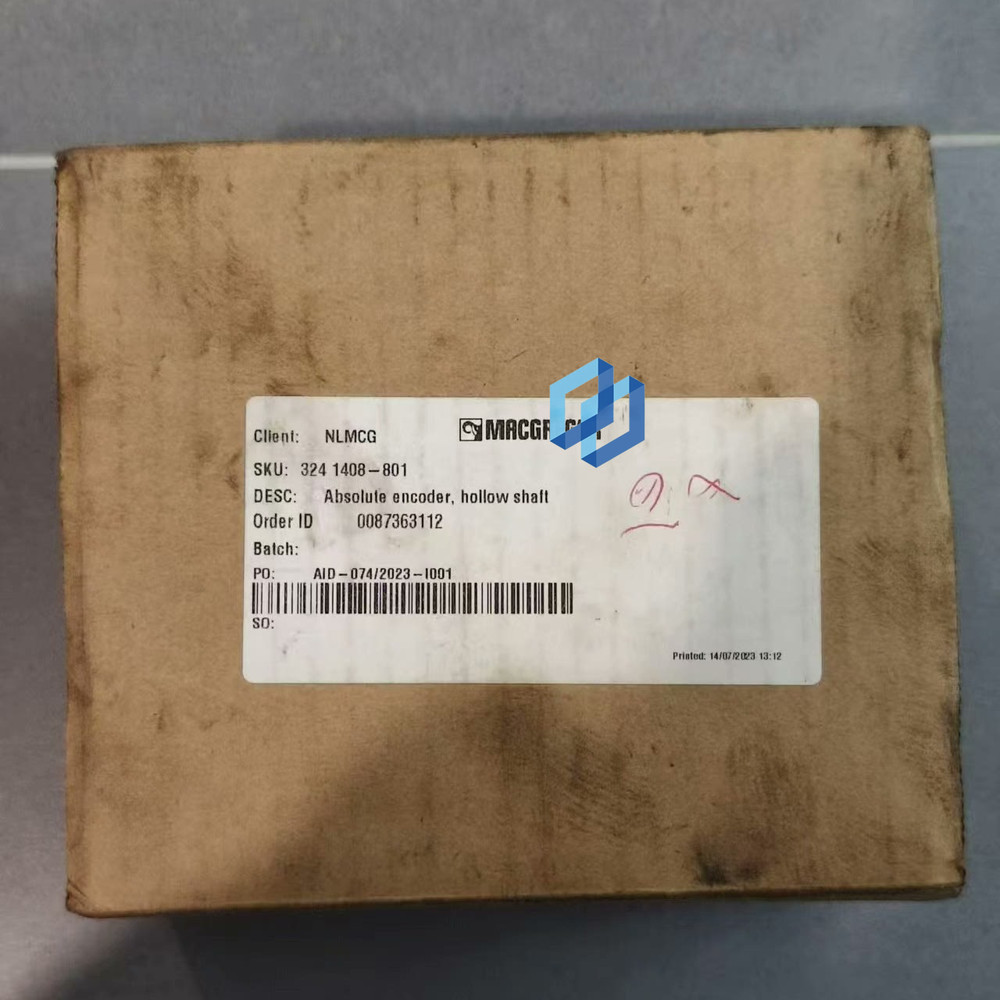 Client: NLMCG
SKU: 324 1408-801
DESC: Absolute encoder, hollow shaft
Order ID 0087363112
Batch:
PO: AID-074/2023-I001
SO:
Printed: 14/07/2023 13:12